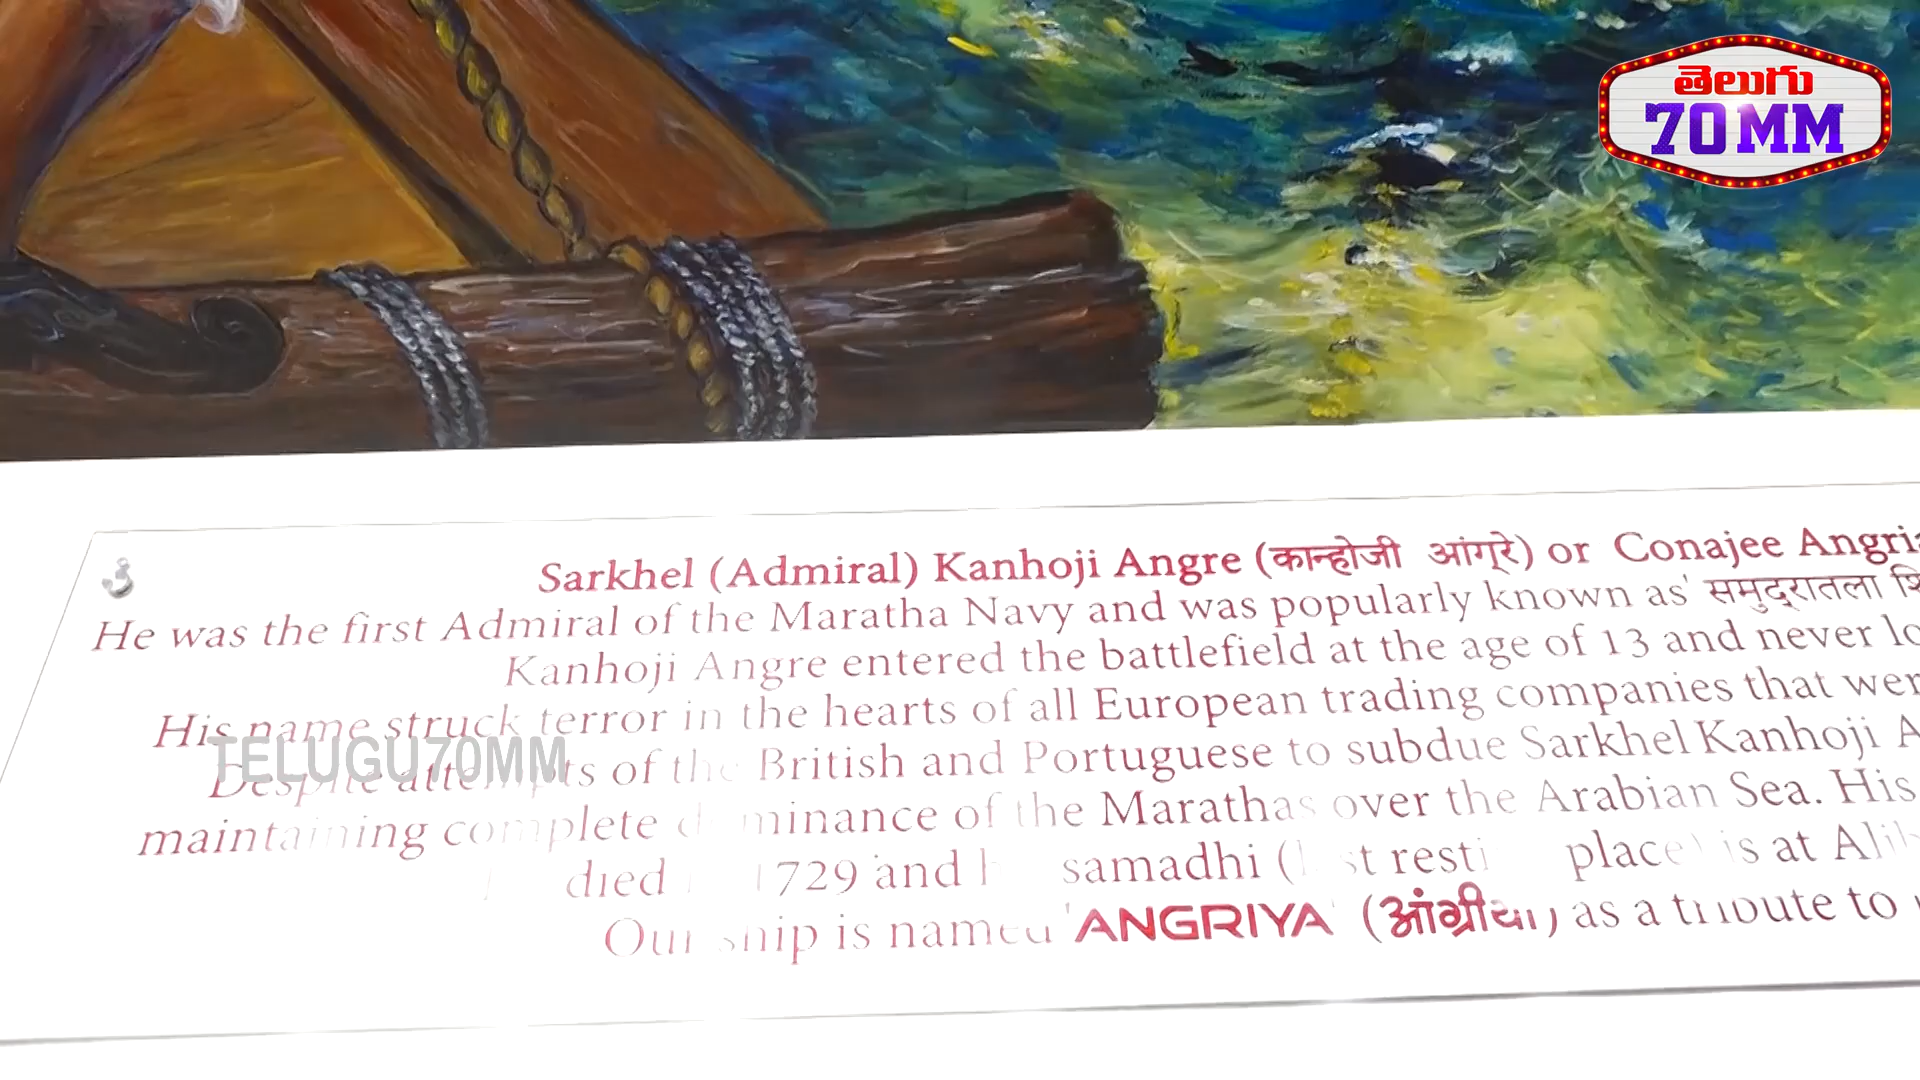 తెలుగు
70MM
Sarkhel (Admiral) Kanhoji Angre (कान्होजी आंग्रे) or Conajee
He was the first Admiral of the Maratha Navy and was popularly known as' समुद्रातला
Kanhoji Angre entered the battlefield at the age of 13 and never
His name struck terror in the hearts of all European trading companies that
TELUGU70MM
Despite attempts of the British and Portuguese to subdue Sarkhel Kanhoji
maintaining complete dominance of the Marathas over the Arabian Sea. His
died 1729 and samadhi place) is at
Our ship is named 'ANGRIYA' (आंग्रीया) as a tribute to